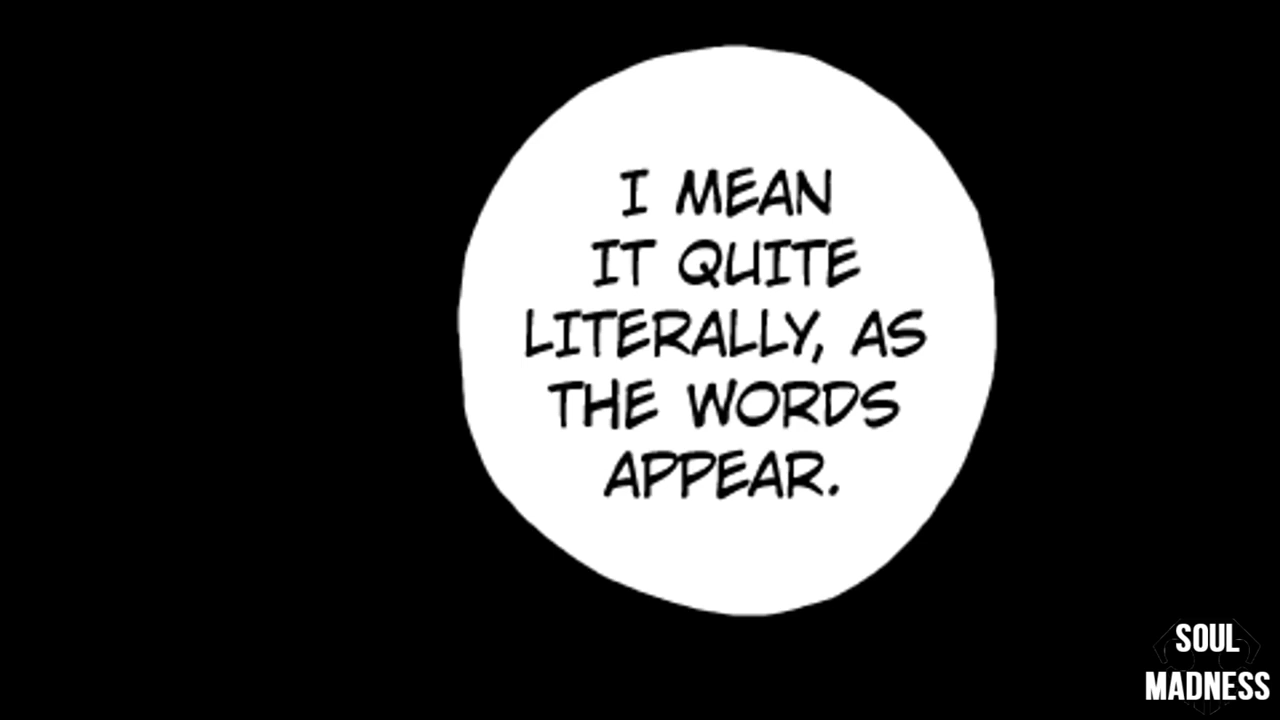 I MEAN
IT QUITE
LITERALLY, AS
THE WORDS
APPEAR.
SOUL
MADNESS